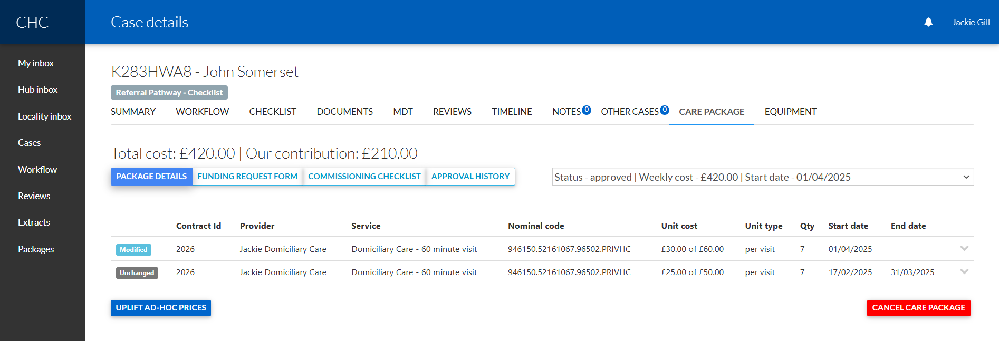 CHC
Case details
Jackie Gill
My inbox
Hub inbox
Locality inbox
Cases
Workflow
Reviews
Extracts
Packages
K283HWA8 - John Somerset
Referral Pathway - Checklist
SUMMARY WORKFLOW CHECKLIST DOCUMENTS MDT REVIEWS TIMELINE NOTES 0 OTHER CASES 0 CARE PACKAGE EQUIPMENT
Total cost: £420.00 | Our contribution: £210.00
PACKAGE DETAILS FUNDING REQUEST FORM COMMISSIONING CHECKLIST APPROVAL HISTORY
Status - approved | Weekly cost - £420.00 | Start date - 01/04/2025
Contract Id Provider Service Nominal code Unit cost Unit type Qty Start date End date
Modified 2026 Jackie Domiciliary Care Domiciliary Care - 60 minute visit 946150.52161067.96502.PRIVHC £30.00 of £60.00 per visit 7 01/04/2025
Unchanged 2026 Jackie Domiciliary Care Domiciliary Care - 60 minute visit 946150.52161067.96502.PRIVHC £25.00 of £50.00 per visit 7 17/02/2025 31/03/2025
UPLIFT AD-HOC PRICES
CANCEL CARE PACKAGE